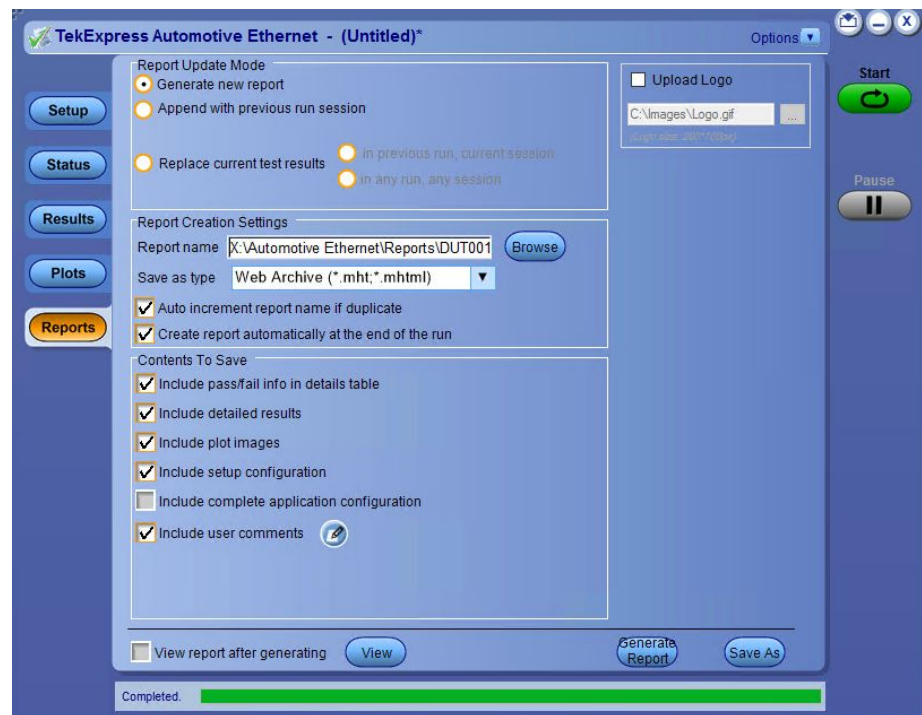 TekExpress Automotive Ethernet - (Untitled)*
Options
Start
Pause
Setup
Status
Results
Plots
Reports
Report Update Mode
Generate new report
Append with previous run session
Replace current test results
in previous run, current session
in any run, any session
Upload Logo
C:\Images\Logo.gif
...
Report Creation Settings
Report name X:\Automotive Ethernet\Reports\DUT001
Browse
Save as type Web Archive (*.mht;*.mhtml)
Auto increment report name if duplicate
Create report automatically at the end of the run
Contents To Save
Include pass/fail info in details table
Include detailed results
Include plot images
Include setup configuration
Include complete application configuration
Include user comments
View report after generating
View
Generate
Report
Save As
Completed.